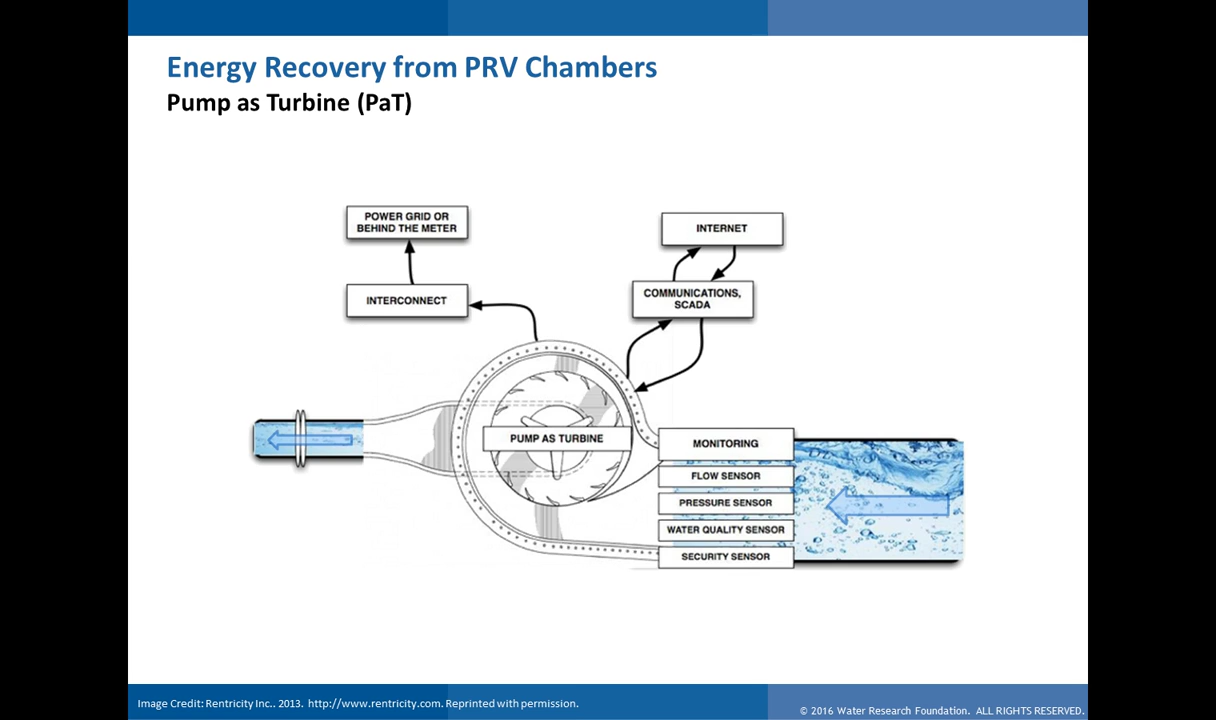 Energy Recovery from PRV Chambers
Pump as Turbine (PaT)
POWER GRID OR
BEHIND THE METER
INTERNET
INTERCONNECT
COMMUNICATIONS,
SCADA
PUMP AS TURBINE
MONITORING
FLOW SENSOR
PRESSURE SENSOR
WATER QUALITY SENSOR
SECURITY SENSOR
Image Credit: Rentricity Inc.. 2013. http://www.rentricity.com. Reprinted with permission.
© 2016 Water Research Foundation. ALL RIGHTS RESERVED.